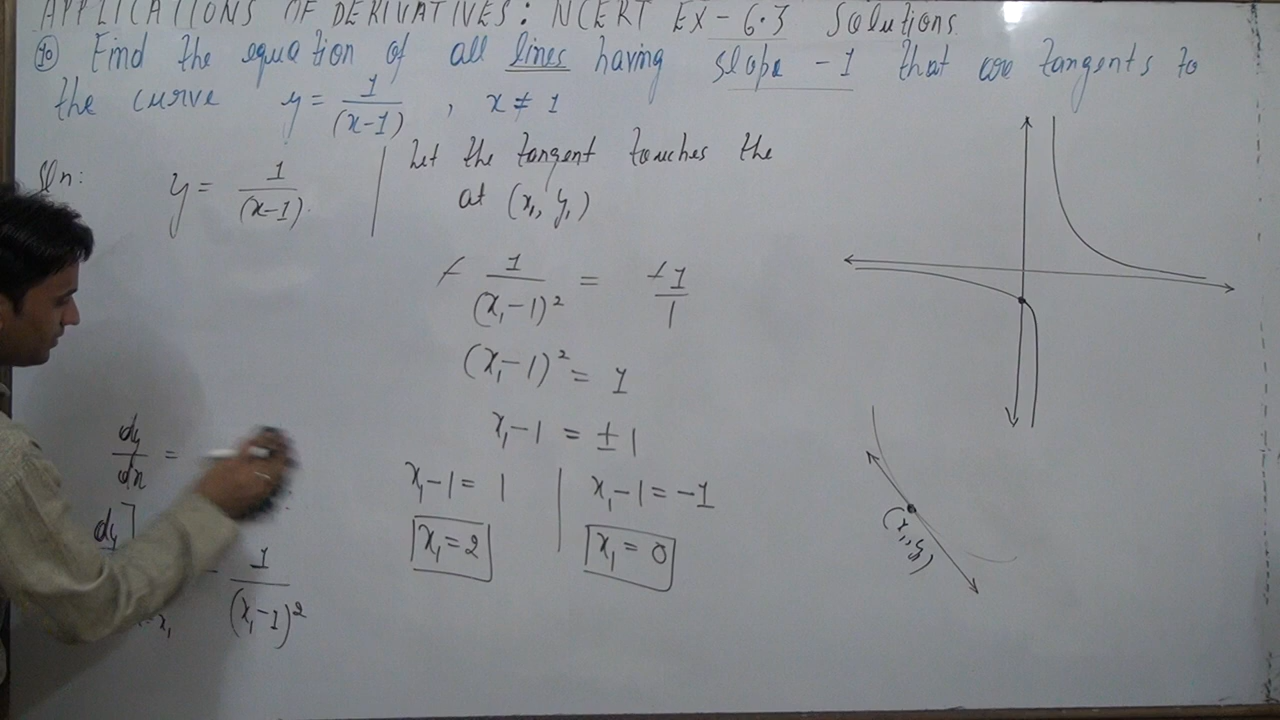 APPLICATIONS OF DERIVATIVES: NCERT EX-6.3 Solutions
10 Find the equation of all lines having slope -1 that are tangents to
the curve y = 1/(x-1) , x ≠ 1
Sln:
y = 1/(x-1).
dy/dx =
dy]
1/(x₁-1)²
x₁
Let the tangent touches the
at (x₁, y₁)
- 1/(x₁-1)² = -1/1
(x₁-1)² = 1
x₁-1 = ±1
x₁-1 = 1 | x₁-1 = -1
x₁ = 2 | x₁ = 0
(x₁, y₁)